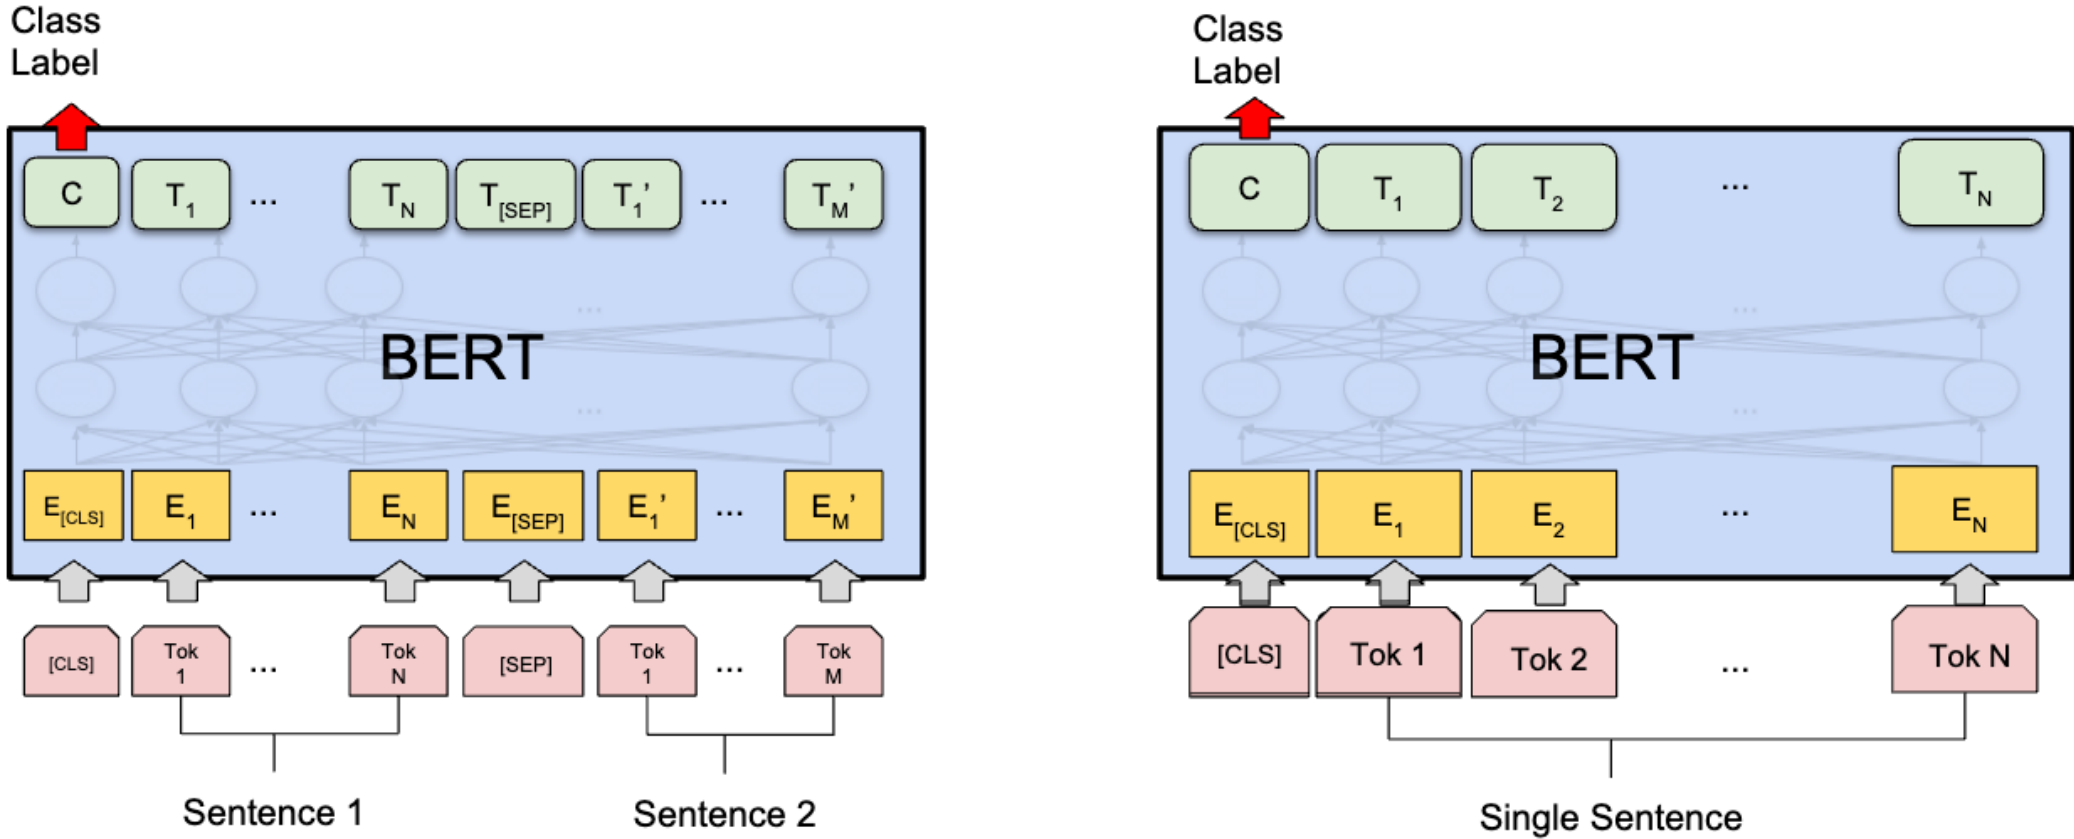 Class
Label
C T1 ... TN T[SEP] T1’ ... TM’
...
BERT
...
E[CLS] E1 ... EN E[SEP] E1’ ... EM’
[CLS] Tok 1 ... Tok N [SEP] Tok 1 ... Tok M
Sentence 1 Sentence 2
Class
Label
C T1 T2 ... TN
...
BERT
...
E[CLS] E1 E2 ... EN
[CLS] Tok 1 Tok 2 ... Tok N
Single Sentence